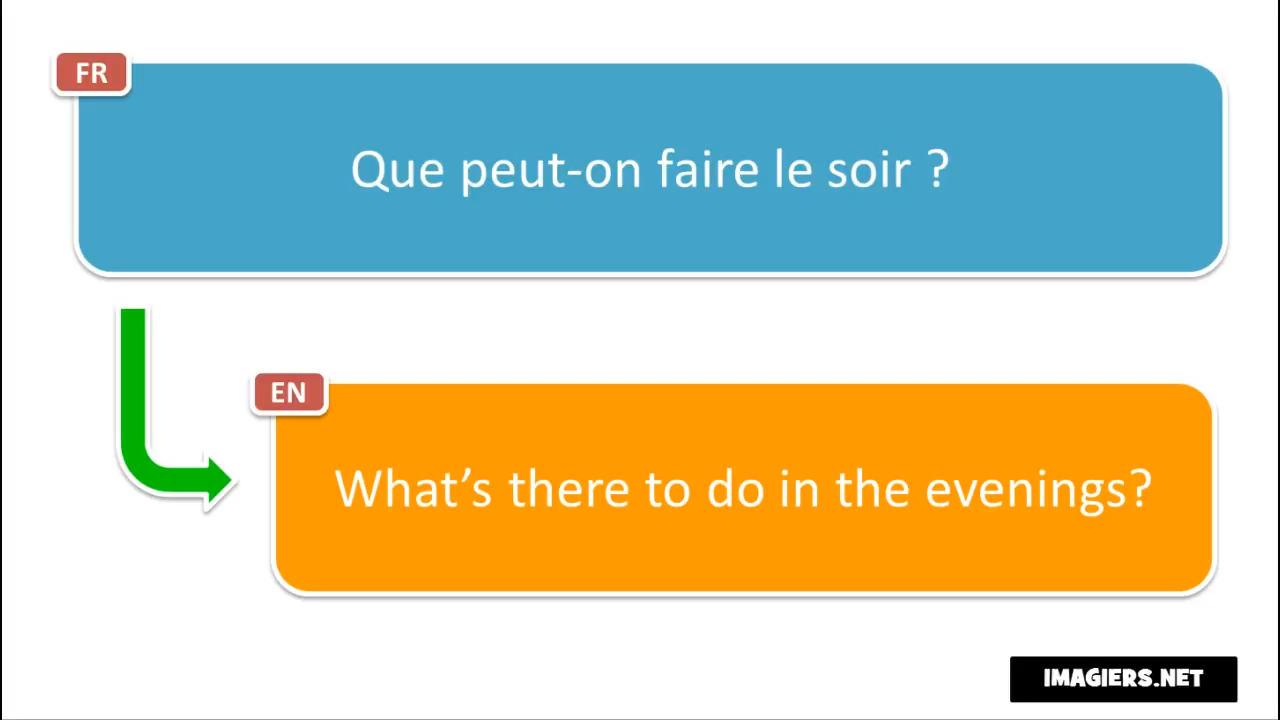 FR
Que peut-on faire le soir ?
EN
What’s there to do in the evenings?
IMAGIERS.NET